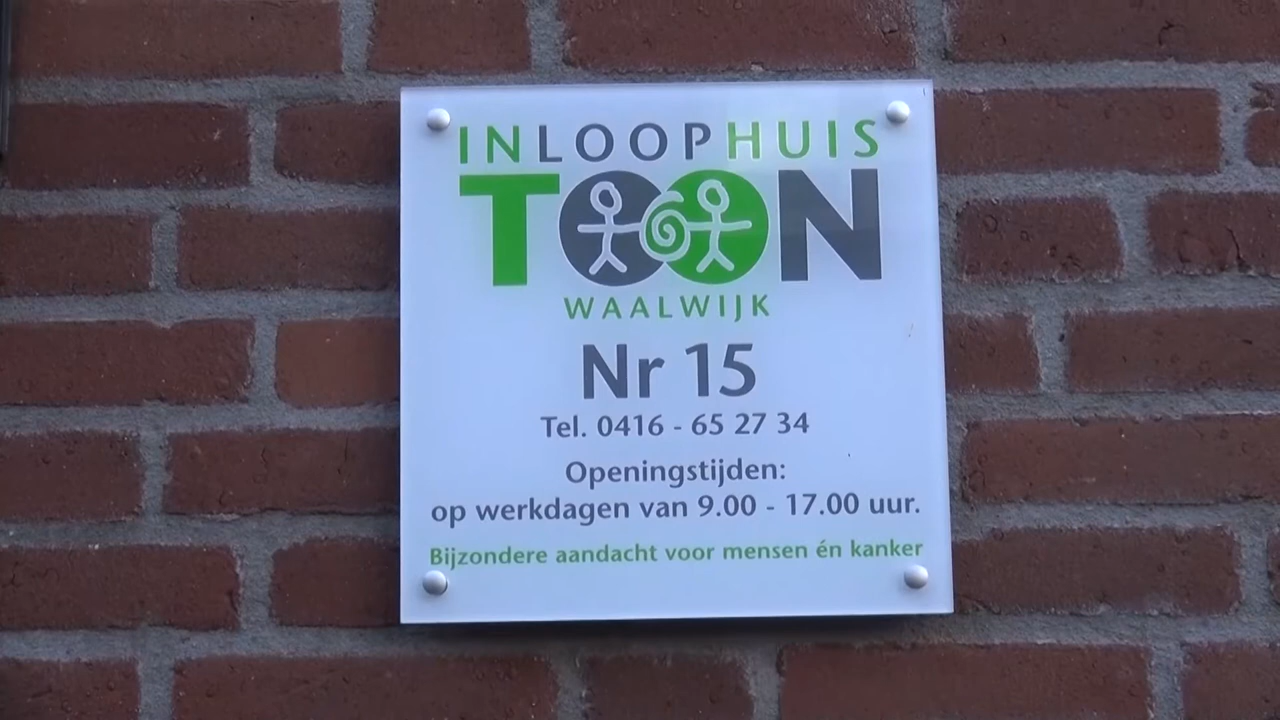 INLOOPHUIS
TOON
WAALWIJK
Nr 15
Tel. 0416 - 65 27 34
Openingstijden:
op werkdagen van 9.00 - 17.00 uur.
Bijzondere aandacht voor mensen én kanker